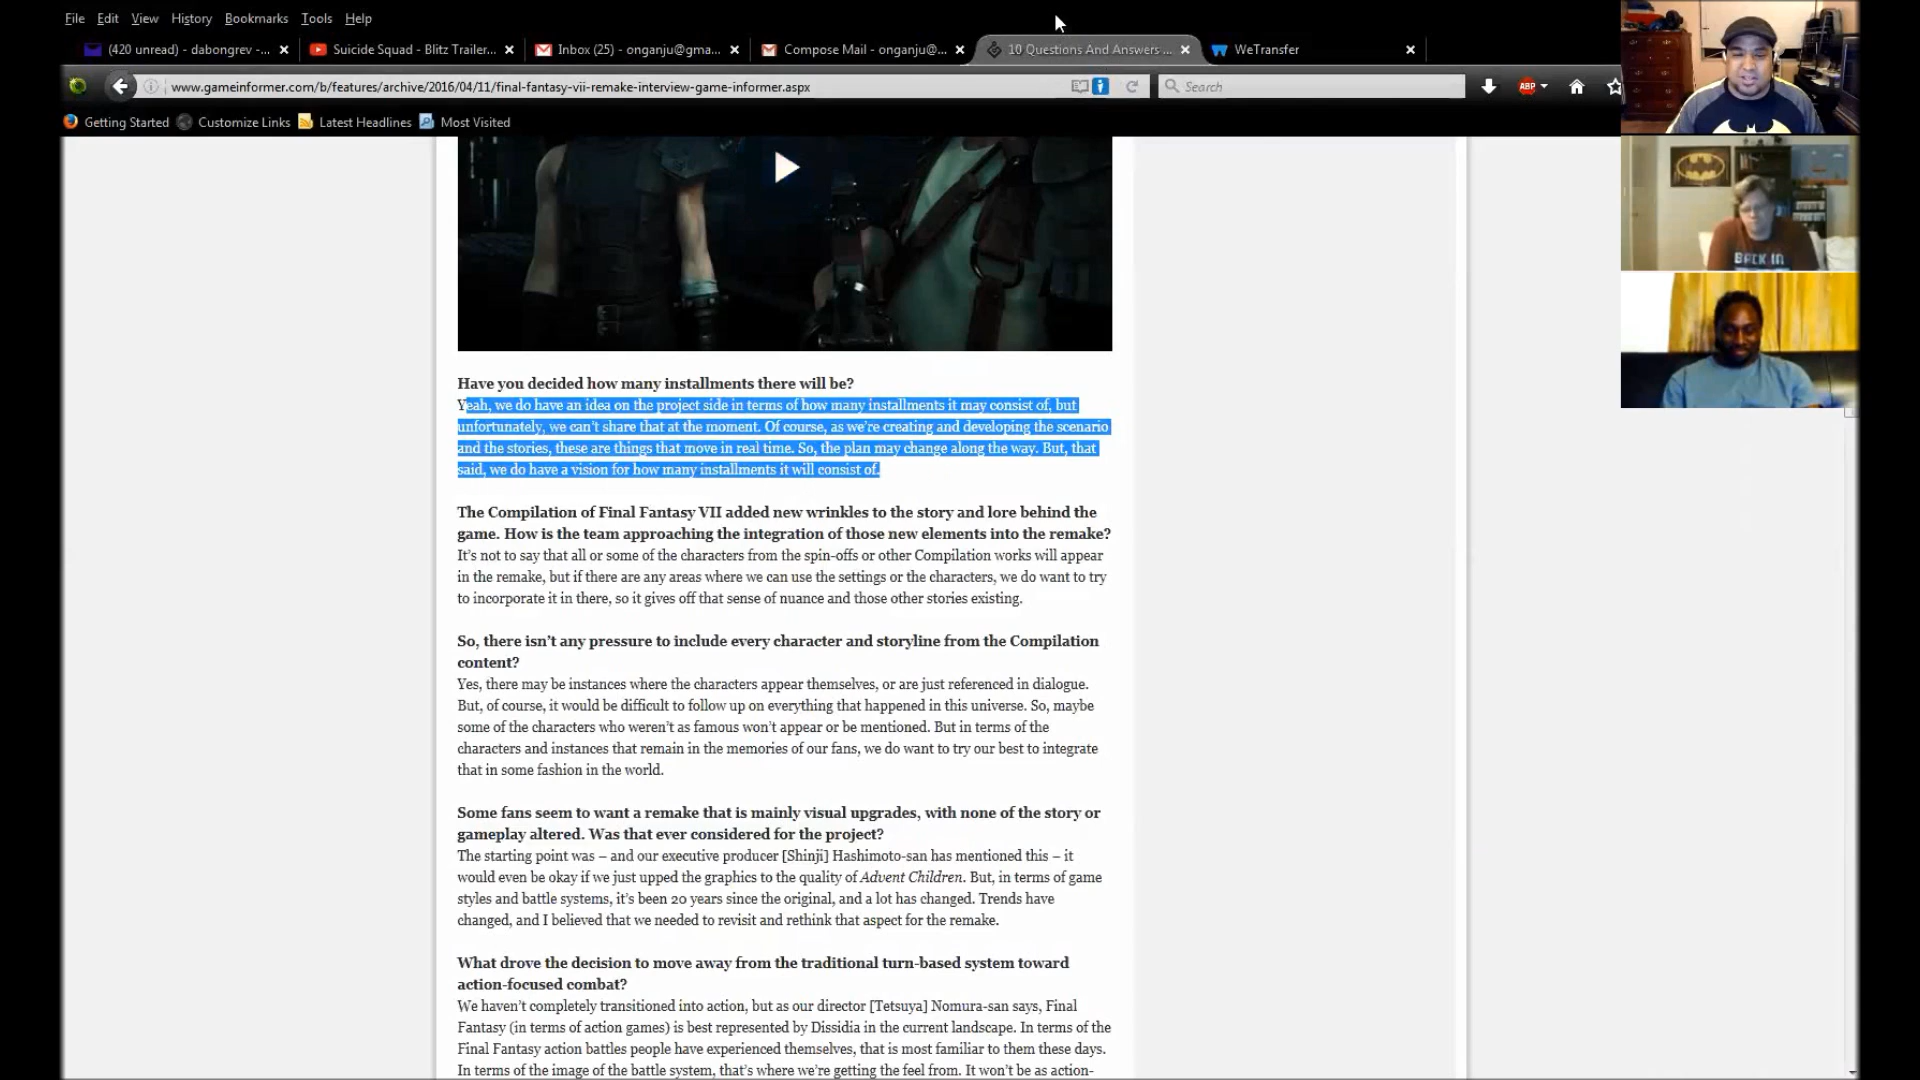 File Edit View History Bookmarks Tools Help
(420 unread) - dabongrev -... Suicide Squad - Blitz Trailer... Inbox (25) - onganju@gma... Compose Mail - onganju@... 10 Questions And Answers ... WeTransfer
www.gameinformer.com/b/features/archive/2016/04/11/final-fantasy-vii-remake-interview-game-informer.aspx Search ABP
Getting Started Customize Links Latest Headlines Most Visited
BACK IN
Have you decided how many installments there will be?
Yeah, we do have an idea on the project side in terms of how many installments it may consist of, but
unfortunately, we can't share that at the moment. Of course, as we're creating and developing the scenario
and the stories, these are things that move in real time. So, the plan may change along the way. But, that
said, we do have a vision for how many installments it will consist of.
The Compilation of Final Fantasy VII added new wrinkles to the story and lore behind the
game. How is the team approaching the integration of those new elements into the remake?
It's not to say that all or some of the characters from the spin-offs or other Compilation works will appear
in the remake, but if there are any areas where we can use the settings or the characters, we do want to try
to incorporate it in there, so it gives off that sense of nuance and those other stories existing.
So, there isn't any pressure to include every character and storyline from the Compilation
content?
Yes, there may be instances where the characters appear themselves, or are just referenced in dialogue.
But, of course, it would be difficult to follow up on everything that happened in this universe. So, maybe
some of the characters who weren't as famous won't appear or be mentioned. But in terms of the
characters and instances that remain in the memories of our fans, we do want to try our best to integrate
that in some fashion in the world.
Some fans seem to want a remake that is mainly visual upgrades, with none of the story or
gameplay altered. Was that ever considered for the project?
The starting point was – and our executive producer [Shinji] Hashimoto-san has mentioned this – it
would even be okay if we just upped the graphics to the quality of Advent Children. But, in terms of game
styles and battle systems, it's been 20 years since the original, and a lot has changed. Trends have
changed, and I believed that we needed to revisit and rethink that aspect for the remake.
What drove the decision to move away from the traditional turn-based system toward
action-focused combat?
We haven't completely transitioned into action, but as our director [Tetsuya] Nomura-san says, Final
Fantasy (in terms of action games) is best represented by Dissidia in the current landscape. In terms of the
Final Fantasy action battles people have experienced themselves, that is most familiar to them these days.
In terms of the image of the battle system, that's where we're getting the feel from. It won't be as action-